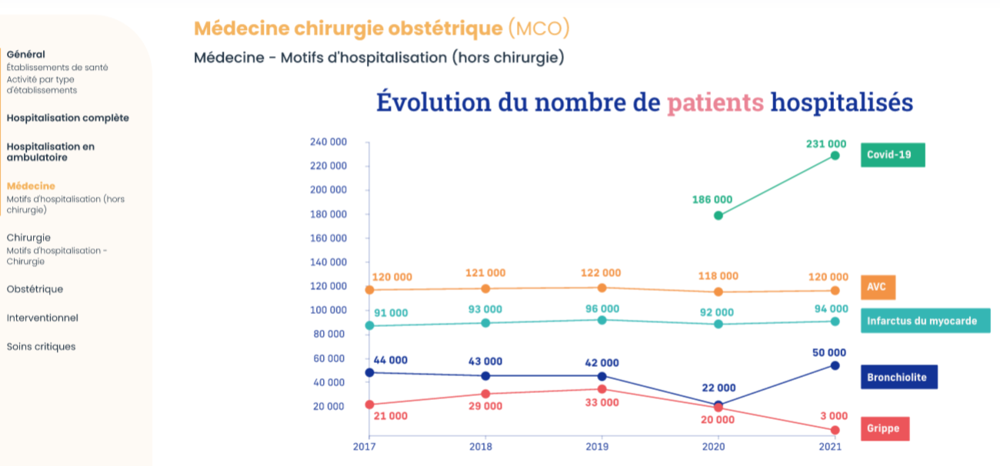 Médecine chirurgie obstétrique (MCO)
Médecine - Motifs d'hospitalisation (hors chirurgie)
Général
Établissements de santé
Activité par type
d'établissements
Hospitalisation complète
Hospitalisation en
ambulatoire
Médecine
Motifs d'hospitalisation (hors
chirurgie)
Chirurgie
Motifs d'hospitalisation -
Chirurgie
Obstétrique
Interventionnel
Soins critiques
Évolution du nombre de patients hospitalisés
240 000
220 000
200 000
180 000
160 000
140 000
120 000
100 000
80 000
60 000
40 000
20 000
186 000
231 000
Covid-19
120 000
121 000
122 000
118 000
120 000
AVC
91 000
93 000
96 000
92 000
94 000
Infarctus du myocarde
44 000
43 000
42 000
22 000
50 000
Bronchiolite
21 000
29 000
33 000
20 000
3 000
Grippe
2017
2018
2019
2020
2021